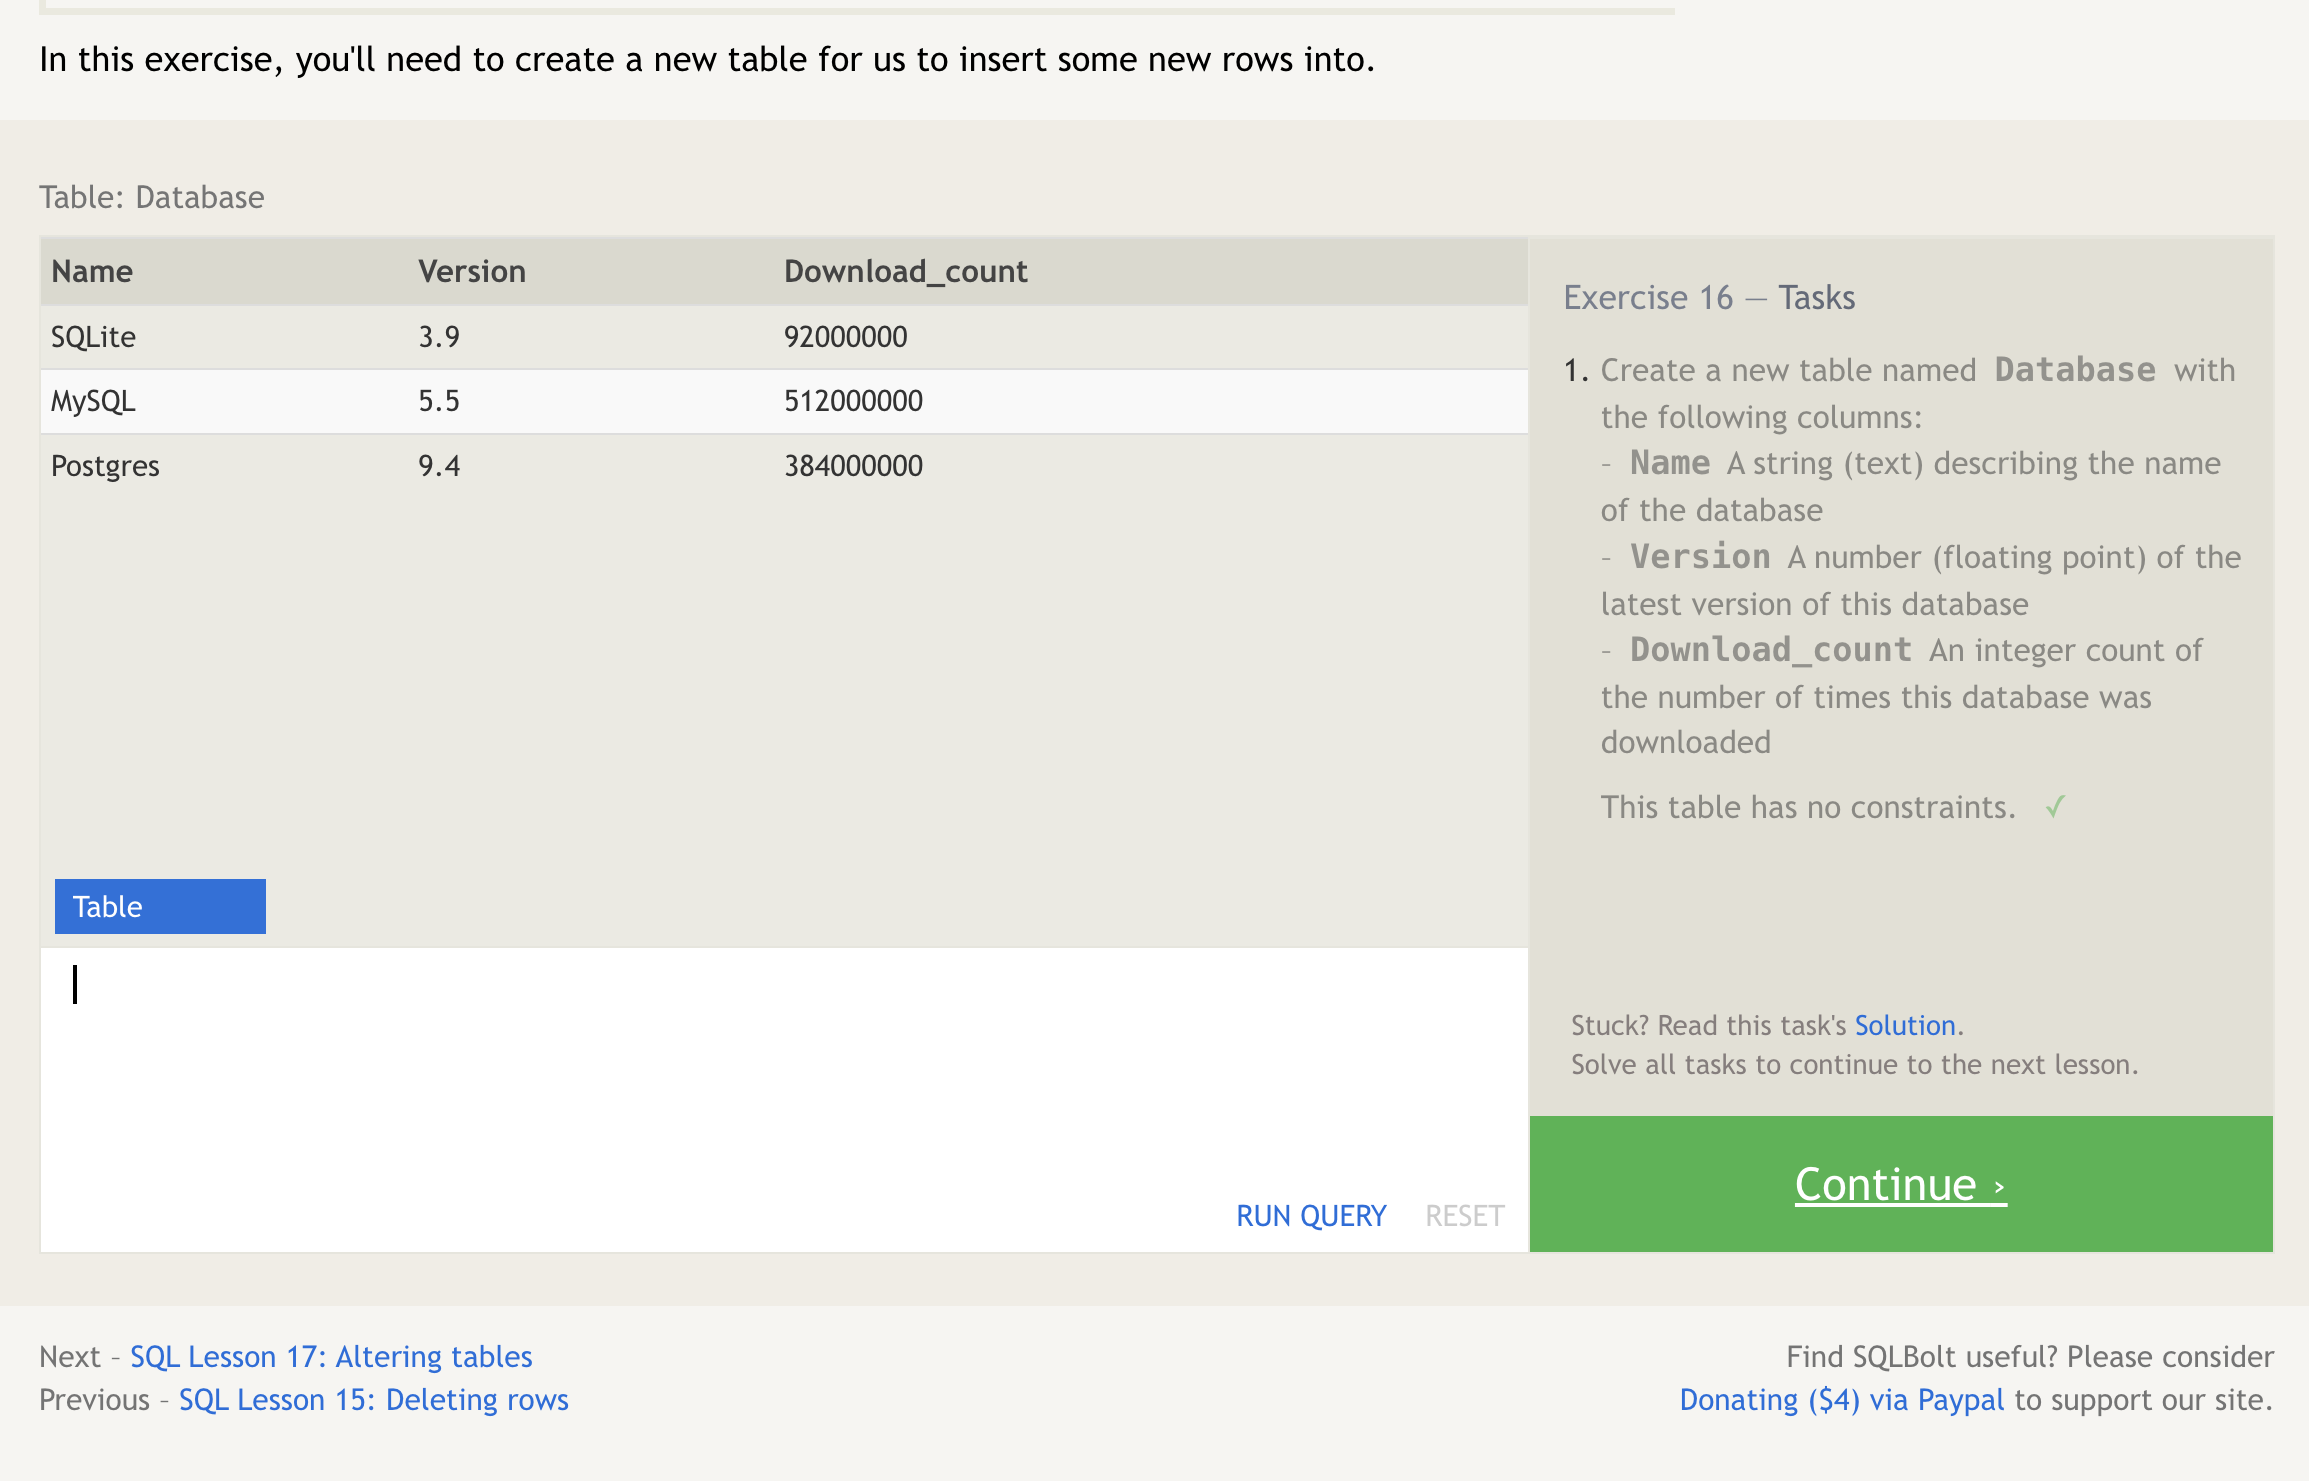 In this exercise, you'll need to create a new table for us to insert some new rows into.
Table: Database
Name Version Download_count
SQLite 3.9 92000000
MySQL 5.5 512000000
Postgres 9.4 384000000
Table
RUN QUERY RESET
Exercise 16 — Tasks
1. Create a new table named Database with
the following columns:
– Name A string (text) describing the name
of the database
– Version A number (floating point) of the
latest version of this database
– Download_count An integer count of
the number of times this database was
downloaded
This table has no constraints. ✓
Stuck? Read this task's Solution.
Solve all tasks to continue to the next lesson.
Continue ›
Next – SQL Lesson 17: Altering tables
Previous – SQL Lesson 15: Deleting rows
Find SQLBolt useful? Please consider
Donating ($4) via Paypal to support our site.